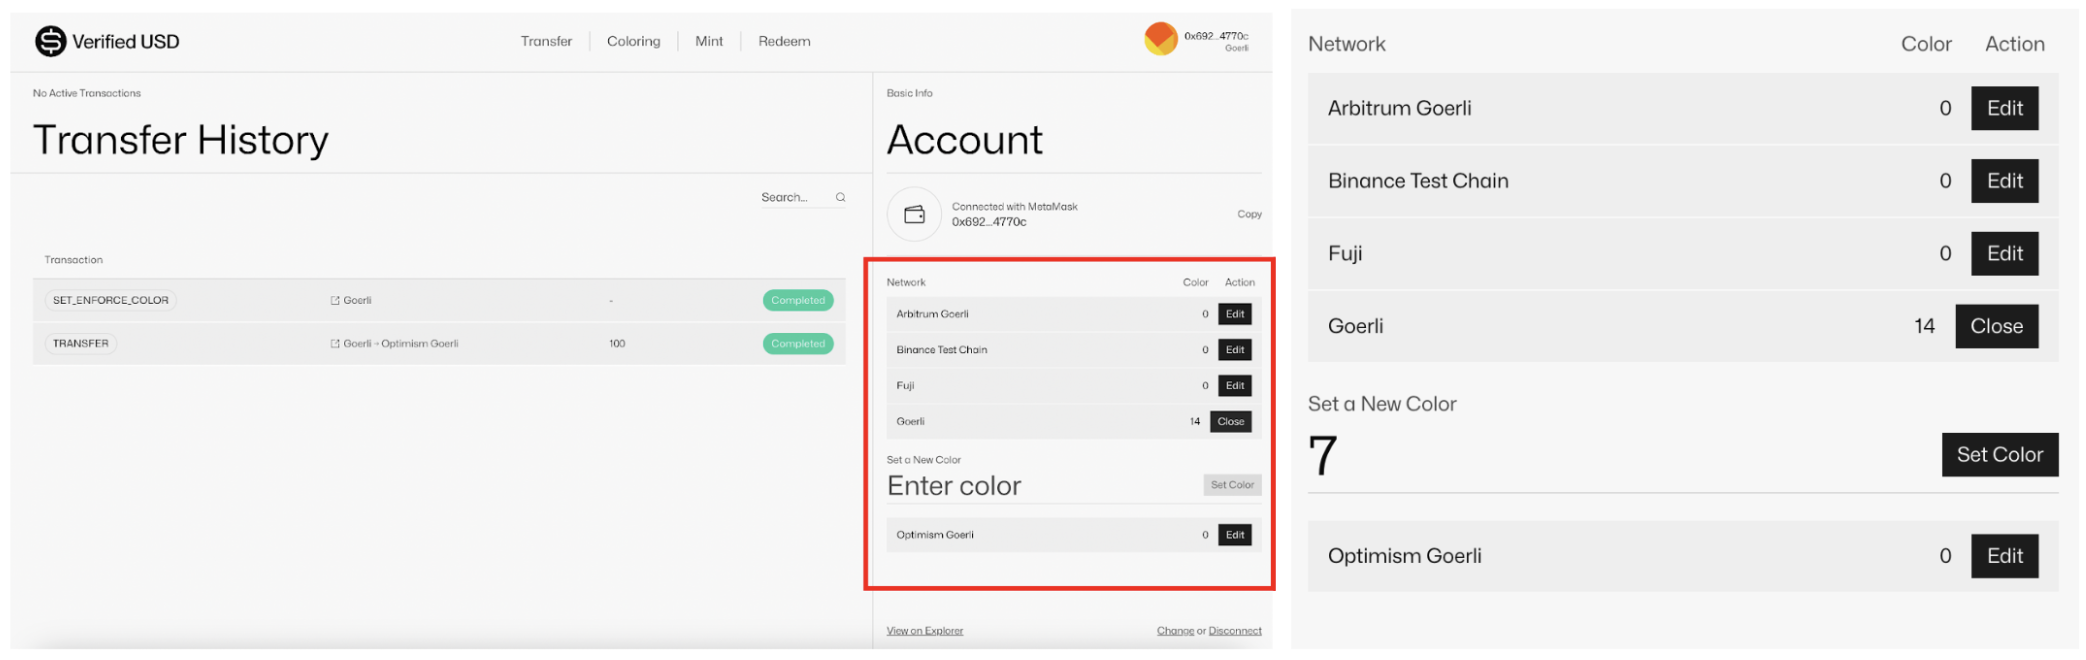 Verified USD
Transfer
Coloring
Mint
Redeem
0x692...4770c
Goerli
No Active Transactions
Transfer History
Search...
Transaction
SET_ENFORCE_COLOR Goerli - Completed
TRANSFER Goerli → Optimism Goerli 100 Completed
Basic Info
Account
Connected with MetaMask
0x692...4770c
Copy
Network Color Action
Arbitrum Goerli 0 Edit
Binance Test Chain 0 Edit
Fuji 0 Edit
Goerli 14 Close
Set a New Color
Enter color Set Color
Optimism Goerli 0 Edit
View on Explorer
Change or Disconnect
Network Color Action
Arbitrum Goerli 0 Edit
Binance Test Chain 0 Edit
Fuji 0 Edit
Goerli 14 Close
Set a New Color
7 Set Color
Optimism Goerli 0 Edit